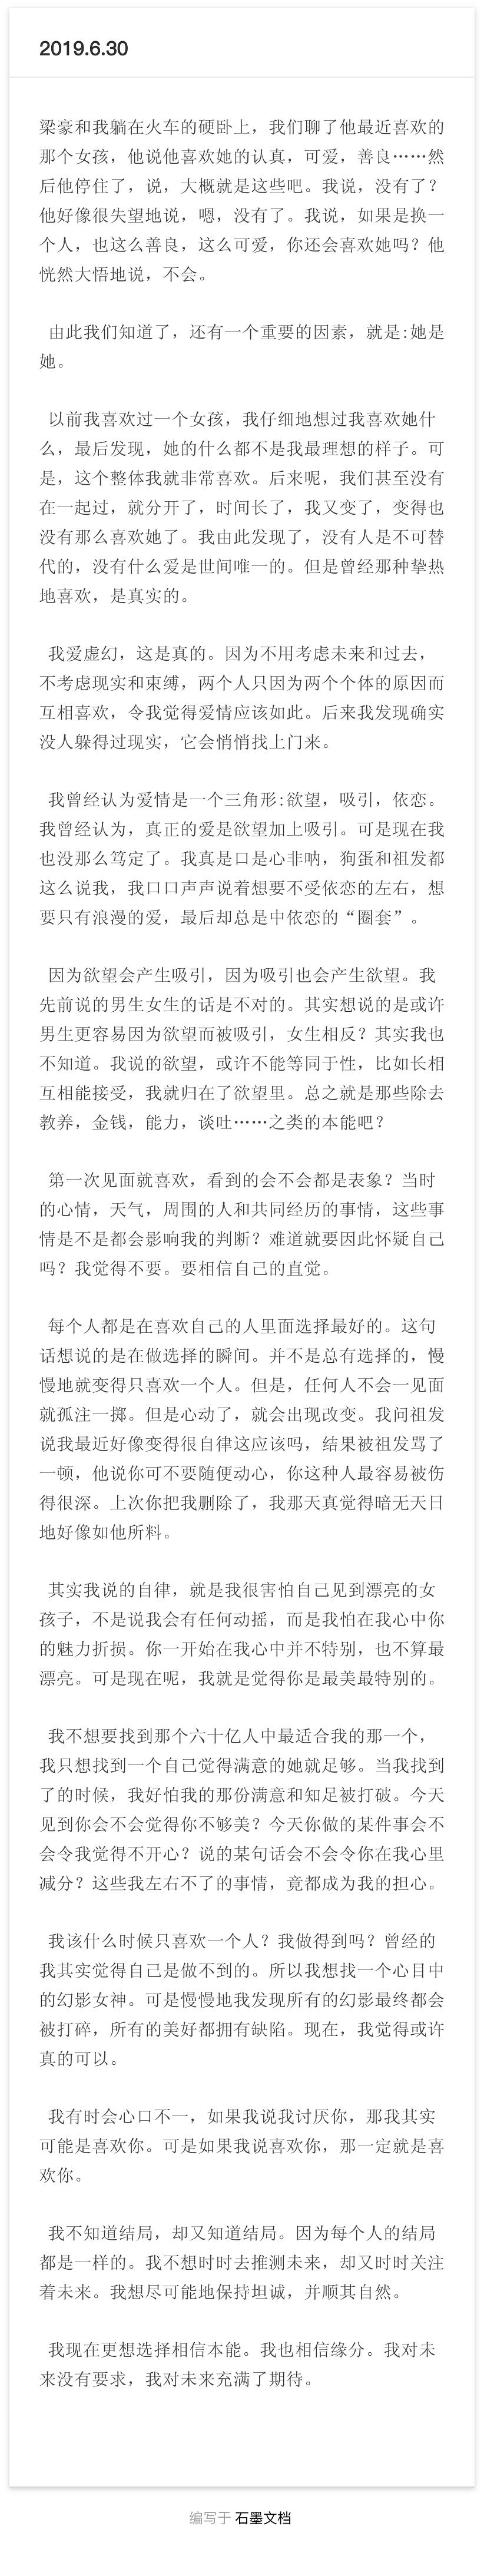 2019.6.30
梁豪和我躺在火车的硬卧上，我们聊了他最近喜欢的
那个女孩，他说他喜欢她的认真，可爱，善良……然
后他停住了，说，大概就是这些吧。我说，没有了？
他好像很失望地说，嗯，没有了。我说，如果是换一
个人，也这么善良，这么可爱，你还会喜欢她吗？他
恍然大悟地说，不会。
由此我们知道了，还有一个重要的因素，就是:她是
她。
以前我喜欢过一个女孩，我仔细地想过我喜欢她什
么，最后发现，她的什么都不是我最理想的样子。可
是，这个整体我就非常喜欢。后来呢，我们甚至没有
在一起过，就分开了，时间长了，我又变了，变得也
没有那么喜欢她了。我由此发现了，没有人是不可替
代的，没有什么爱是世间唯一的。但是曾经那种挚热
地喜欢，是真实的。
我爱虚幻，这是真的。因为不用考虑未来和过去，
不考虑现实和束缚，两个人只因为两个个体的原因而
互相喜欢，令我觉得爱情应该如此。后来我发现确实
没人躲得过现实，它会悄悄找上门来。
我曾经认为爱情是一个三角形:欲望，吸引，依恋。
我曾经认为，真正的爱是欲望加上吸引。可是现在我
也没那么笃定了。我真是口是心非呐，狗蛋和祖发都
这么说我，我口口声声说着想要不受依恋的左右，想
要只有浪漫的爱，最后却总是中依恋的“圈套”。
因为欲望会产生吸引，因为吸引也会产生欲望。我
先前说的男生女生的话是不对的。其实想说的是或许
男生更容易因为欲望而被吸引，女生相反？其实我也
不知道。我说的欲望，或许不能等同于性，比如长相
互相能接受，我就归在了欲望里。总之就是那些除去
教养，金钱，能力，谈吐……之类的本能吧？
第一次见面就喜欢，看到的会不会都是表象？当时
的心情，天气，周围的人和共同经历的事情，这些事
情是不是都会影响我的判断？难道就要因此怀疑自己
吗？我觉得不要。要相信自己的直觉。
每个人都是在喜欢自己的人里面选择最好的。这句
话想说的是在做选择的瞬间。并不是总有选择的，慢
慢地就变得只喜欢一个人。但是，任何人不会一见面
就孤注一掷。但是心动了，就会出现改变。我问祖发
说我最近好像变得很自律这应该吗，结果被祖发骂了
一顿，他说你可不要随便动心，你这种人最容易被伤
得很深。上次你把我删除了，我那天真觉得暗无天日
地好像如他所料。
其实我说的自律，就是我很害怕自己见到漂亮的女
孩子，不是说我会有任何动摇，而是我怕在我心中你
的魅力折损。你一开始在我心中并不特别，也不算最
漂亮。可是现在呢，我就是觉得你是最美最特别的。
我不想要找到那个六十亿人中最适合我的那一个，
我只想找到一个自己觉得满意的她就足够。当我找到
了的时候，我好怕我的那份满意和知足被打破。今天
见到你会不会觉得你不够美？今天你做的某件事会不
会令我觉得不开心？说的某句话会不会令你在我心里
减分？这些我左右不了的事情，竟都成为我的担心。
我该什么时候只喜欢一个人？我做得到吗？曾经的
我其实觉得自己是做不到的。所以我想找一个心目中
的幻影女神。可是慢慢地我发现所有的幻影最终都会
被打碎，所有的美好都拥有缺陷。现在，我觉得或许
真的可以。
我有时会心口不一，如果我说我讨厌你，那我其实
可能是喜欢你。可是如果我说喜欢你，那一定就是喜
欢你。
我不知道结局，却又知道结局。因为每个人的结局
都是一样的。我不想时时去推测未来，却又时时关注
着未来。我想尽可能地保持坦诚，并顺其自然。
我现在更想选择相信本能。我也相信缘分。我对未
来没有要求，我对未来充满了期待。
编写于 石墨文档